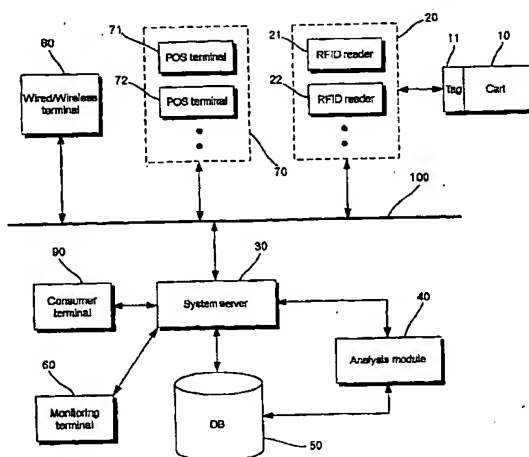 71
20
80
POS terminal
21
RFID reader
11
10
Wired/Wireless
terminal
72
POS terminal
22
RFID reader
Tag
Cart
70
100
90
30
Consumer
terminal
System server
40
60
Analysis module
Monitoring
terminal
DB
50